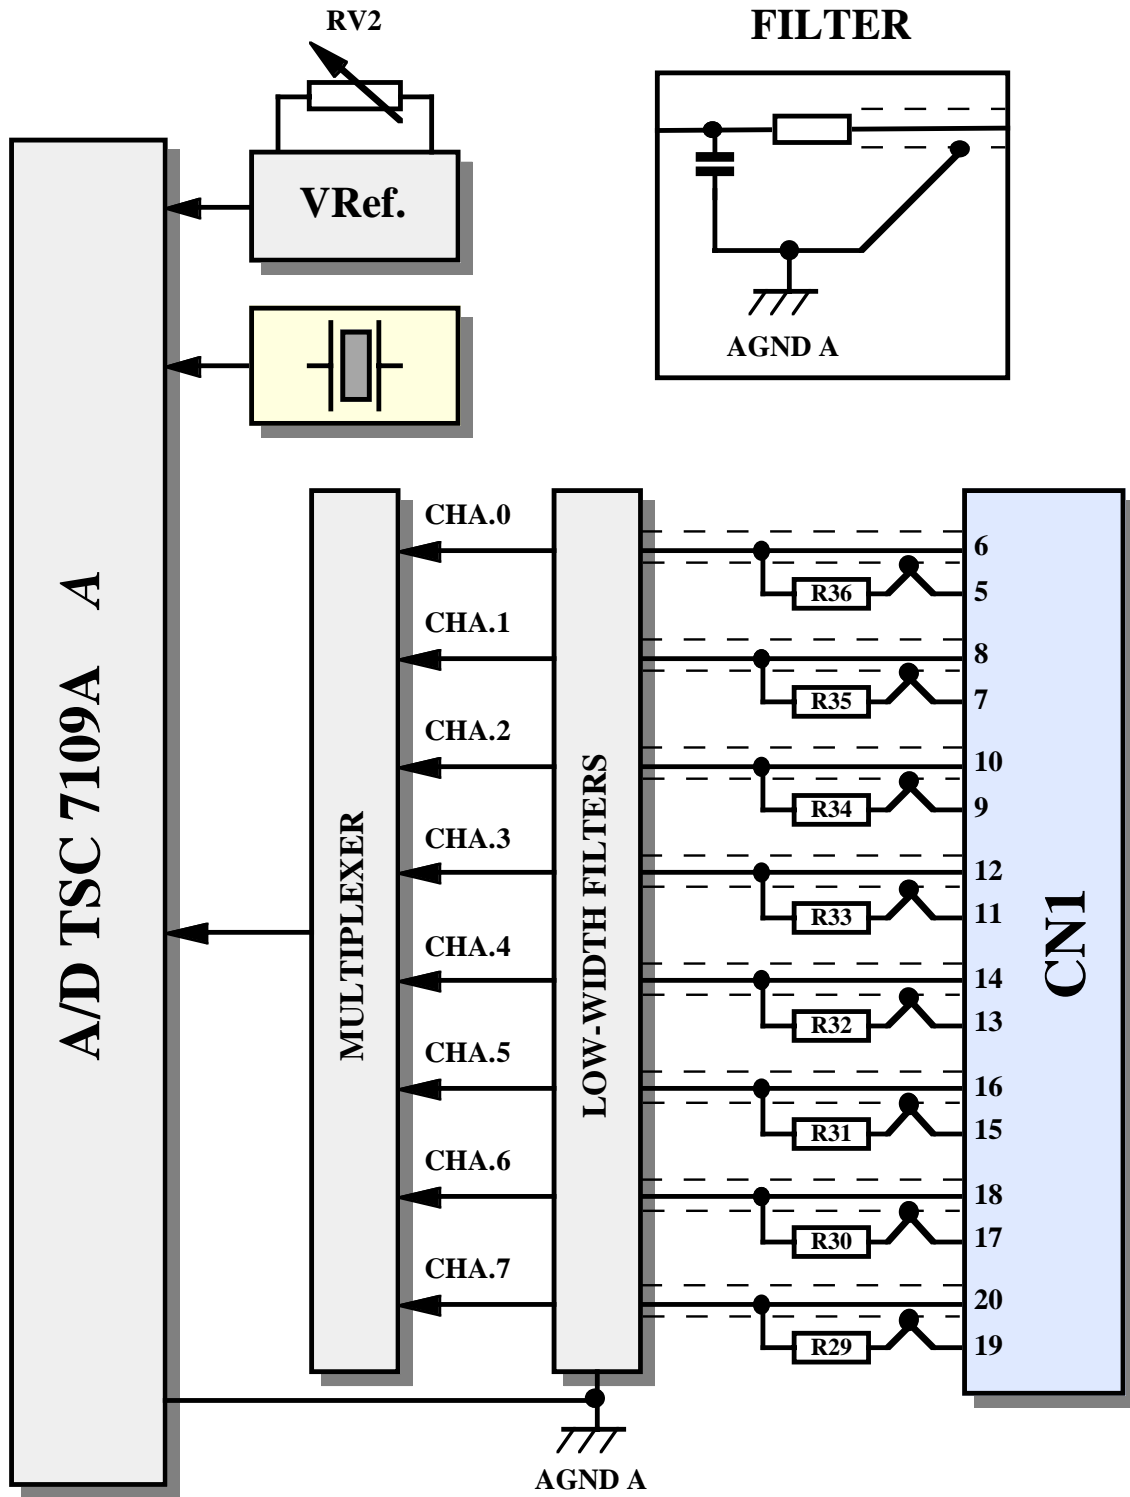 RV2
FILTER
VRef.
AGND A
CHA.0
6
R36
5
CHA.1
8
R35
7
CHA.2
10
R34
9
CHA.3
12
R33
11
CHA.4
14
R32
13
CHA.5
16
R31
15
CHA.6
18
R30
17
CHA.7
20
R29
19
A/D TSC 7109A A
MULTIPLEXER
LOW-WIDTH FILTERS
CN1
AGND A